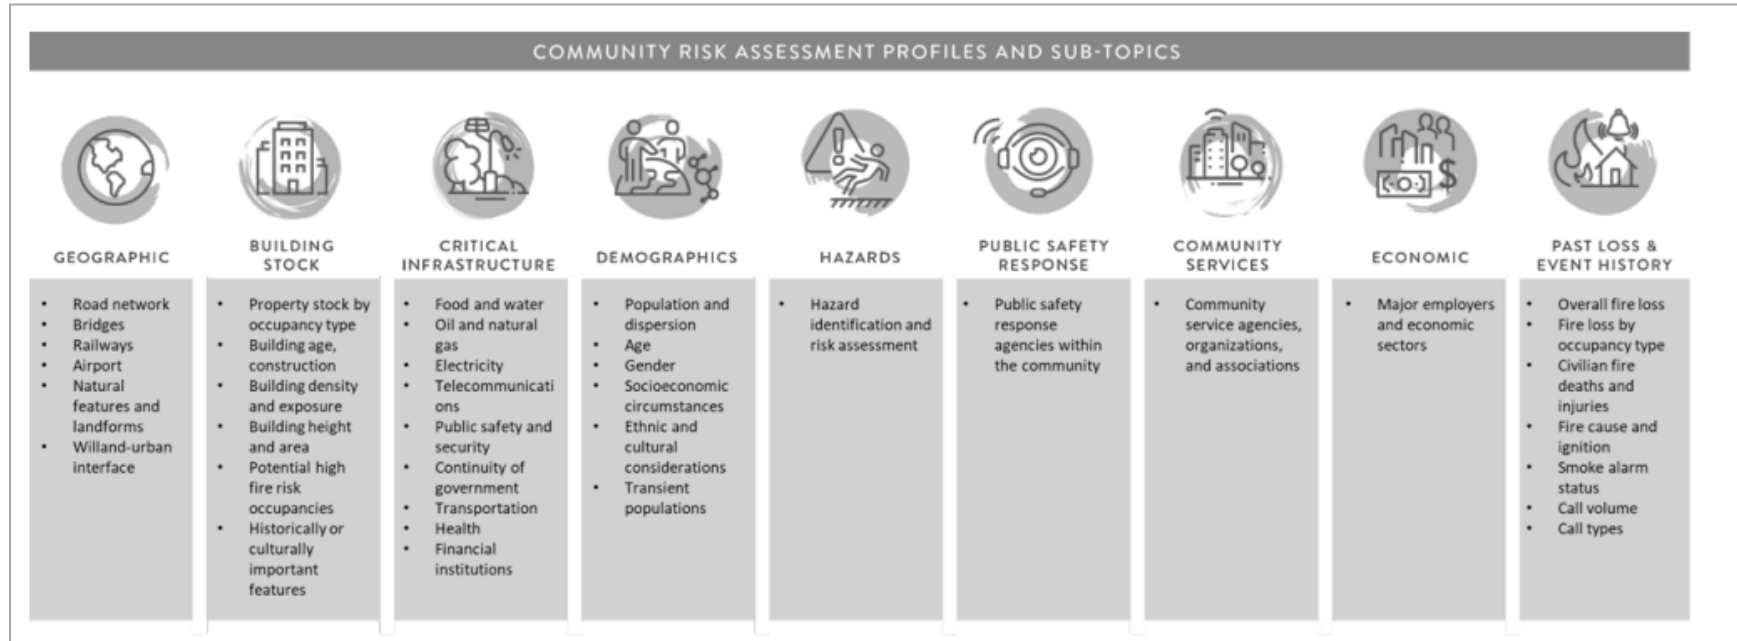 COMMUNITY RISK ASSESSMENT PROFILES AND SUB-TOPICS
GEOGRAPHIC
• Road network
• Bridges
• Railways
• Airport
• Natural
features and
landforms
• Willand-urban
interface
BUILDING
STOCK
• Property stock by
occupancy type
• Building age,
construction
• Building density
and exposure
• Building height
and area
• Potential high
fire risk
occupancies
• Historically or
culturally
important
features
CRITICAL
INFRASTRUCTURE
• Food and water
• Oil and natural
gas
• Electricity
• Telecommunicati
ons
• Public safety and
security
• Continuity of
government
• Transportation
• Health
• Financial
institutions
DEMOGRAPHICS
• Population and
dispersion
• Age
• Gender
• Socioeconomic
circumstances
• Ethnic and
cultural
considerations
• Transient
populations
HAZARDS
• Hazard
identification and
risk assessment
PUBLIC SAFETY
RESPONSE
• Public safety
response
agencies within
the community
COMMUNITY
SERVICES
• Community
service agencies,
organizations,
and associations
ECONOMIC
• Major employers
and economic
sectors
PAST LOSS &
EVENT HISTORY
• Overall fire loss
• Fire loss by
occupancy type
• Civilian fire
deaths and
injuries
• Fire cause and
ignition
• Smoke alarm
status
• Call volume
• Call types